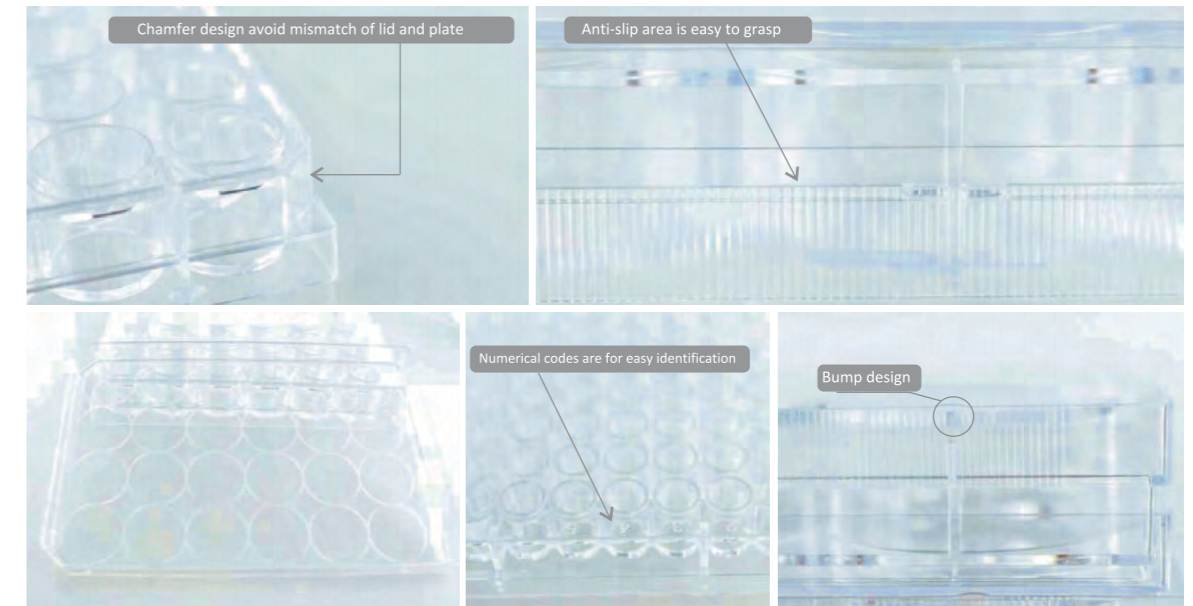 Chamfer design avoid mismatch of lid and plate
Anti-slip area is easy to grasp
Numerical codes are for easy identification
Bump design